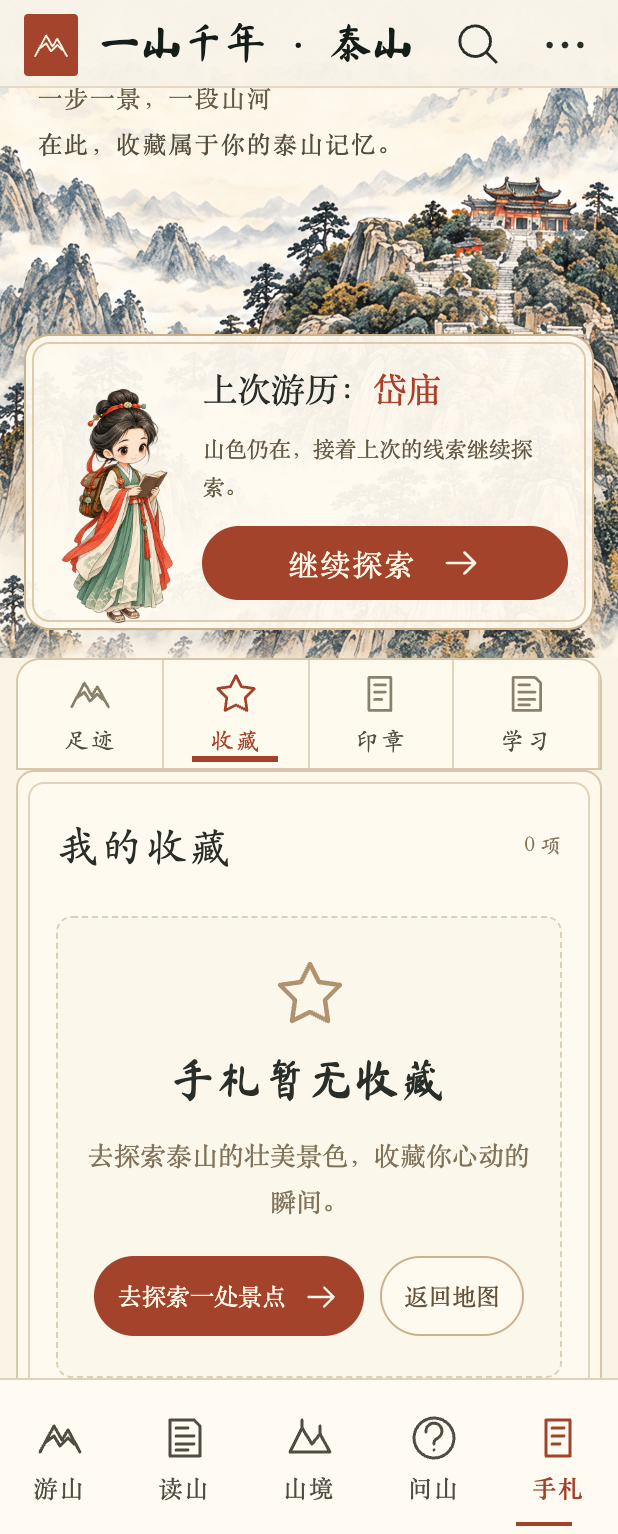 一山千年 · 泰山
一步一景，一段山河
在此，收藏属于你的泰山记忆。
上次游历：岱庙
山色仍在，接着上次的线索继续探
索。
继续探索
足迹
收藏
印章
学习
我的收藏
0 项
手札暂无收藏
去探索泰山的壮美景色，收藏你心动的
瞬间。
去探索一处景点
返回地图
游山
读山
山境
问山
手札